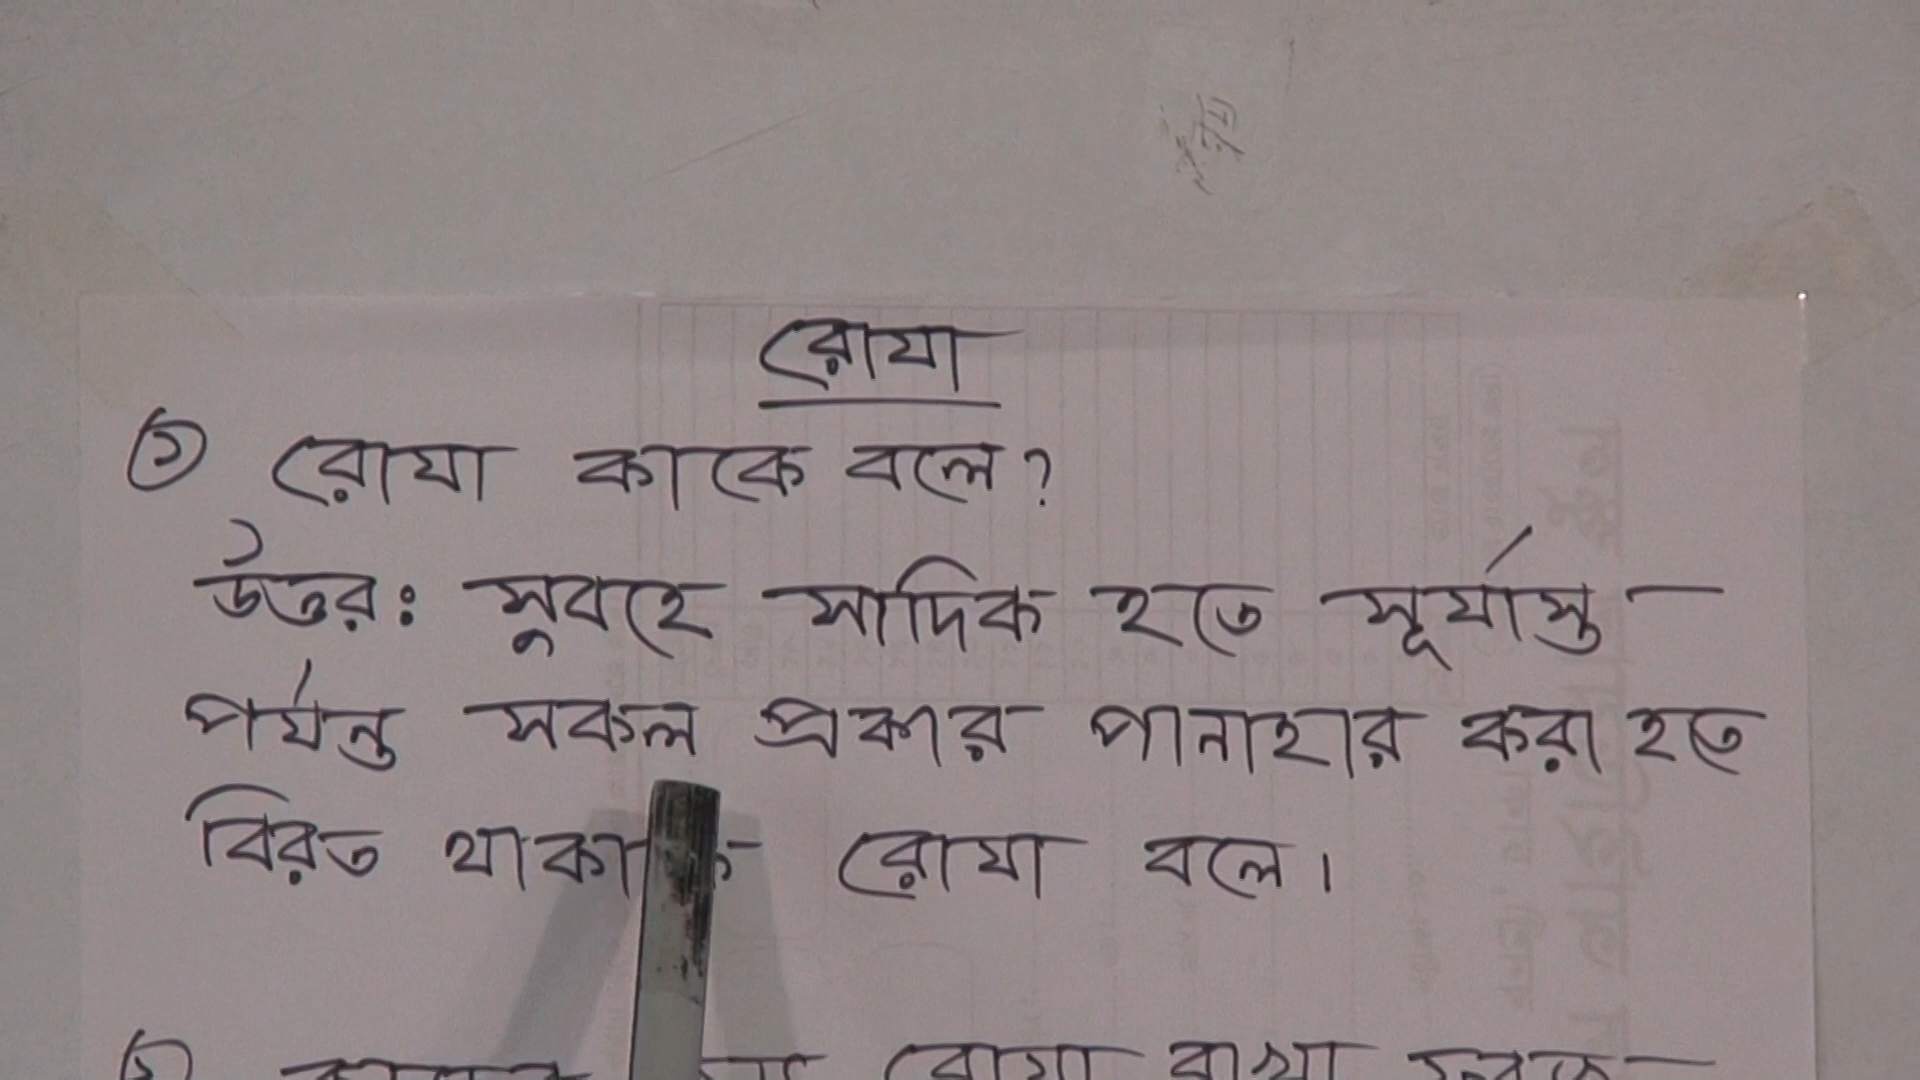 রোযা
১ রোযা কাকে বলে?
উত্তর: সুবহে সাদিক হতে সূর্যাস্ত
পর্যন্ত সকল প্রকার পানাহার করা হতে
বিরত থাকাকে রোযা বলে।
রোযা রাখা